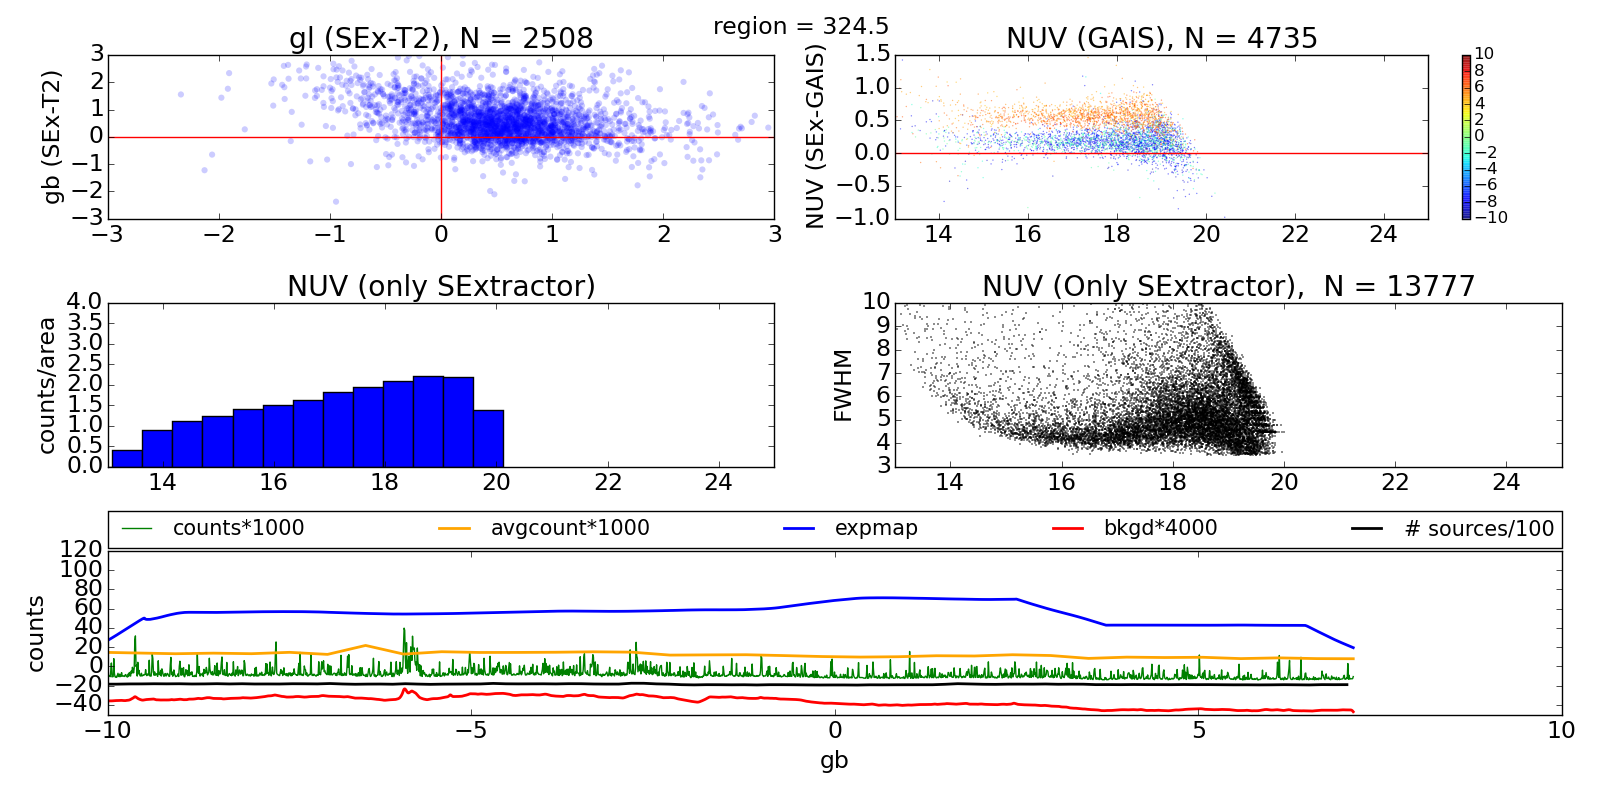 region = 324.5
gl (SEx-T2), N = 2508
gb (SEx-T2)
3
2
1
0
−1
−2
−3
−3 −2 −1 0 1 2 3
NUV (GAIS), N = 4735
NUV (SEx-GAIS)
1.5
1.0
0.5
0.0
−0.5
−1.0
14 16 18 20 22 24
10
8
6
4
2
0
−2
−4
−6
−8
−10
NUV (only SExtractor)
counts/area
4.0
3.5
3.0
2.5
2.0
1.5
1.0
0.5
0.0
14 16 18 20 22 24
NUV (Only SExtractor),  N = 13777
FWHM
10
9
8
7
6
5
4
3
14 16 18 20 22 24
counts*1000 avgcount*1000 expmap bkgd*4000 # sources/100
counts
120
100
80
60
40
20
0
−20
−40
−10 −5 0 5 10
gb